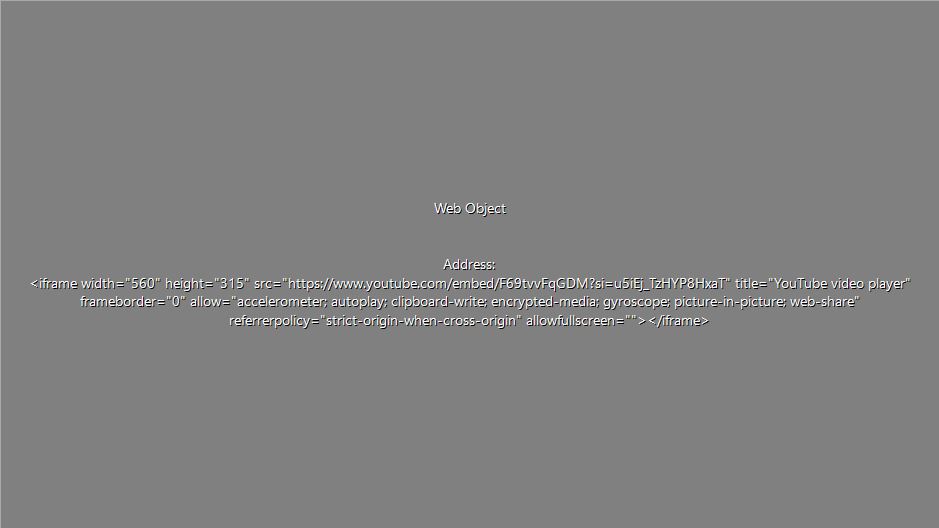 Web Object
Address:
<iframe width="560" height="315" src="https://www.youtube.com/embed/F69tvvFqGDM?si=u5iEj_TzHYP8HxaT" title="YouTube video player"
frameborder="0" allow="accelerometer; autoplay; clipboard-write; encrypted-media; gyroscope; picture-in-picture; web-share"
referrerpolicy="strict-origin-when-cross-origin" allowfullscreen=""></iframe>